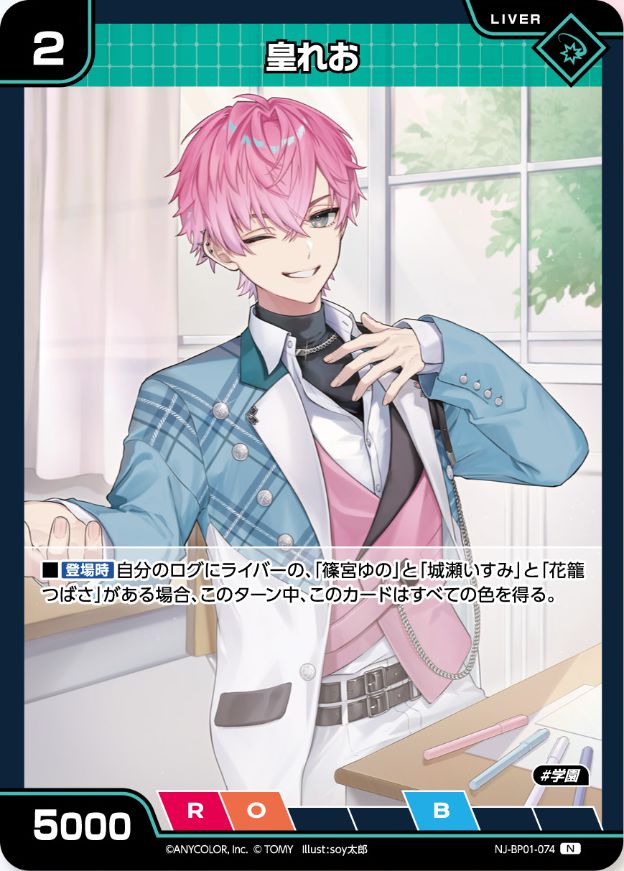 2
LIVER
皇れお
■ 登場時 自分のログにライバーの、「篠宮ゆの」と「城瀬いすみ」と「花籠
つばさ」がある場合、このターン中、このカードはすべての色を得る。
#学園
5000
R O B
©ANYCOLOR, Inc. © TOMY Illust:soy太郎
NJ-BP01-074 N